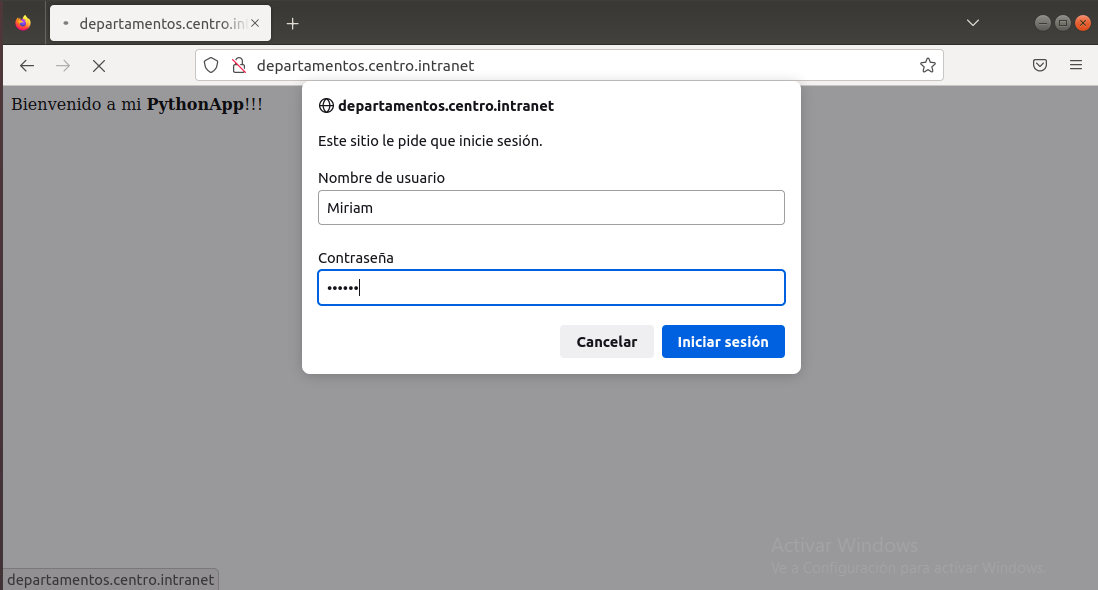 departamentos.centro.in
departamentos.centro.intranet
Bienvenido a mi PythonApp!!!
departamentos.centro.intranet
Este sitio le pide que inicie sesión.
Nombre de usuario
Miriam
Contraseña
••••••
Cancelar
Iniciar sesión
Activar Windows
Ve a Configuración para activar Windows.
departamentos.centro.intranet